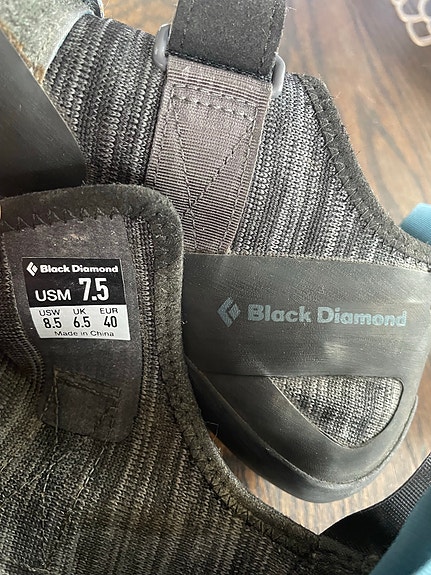 Black Diamond
USM 7.5
USW UK EUR
8.5 6.5 40
Made in China
Black Diamond